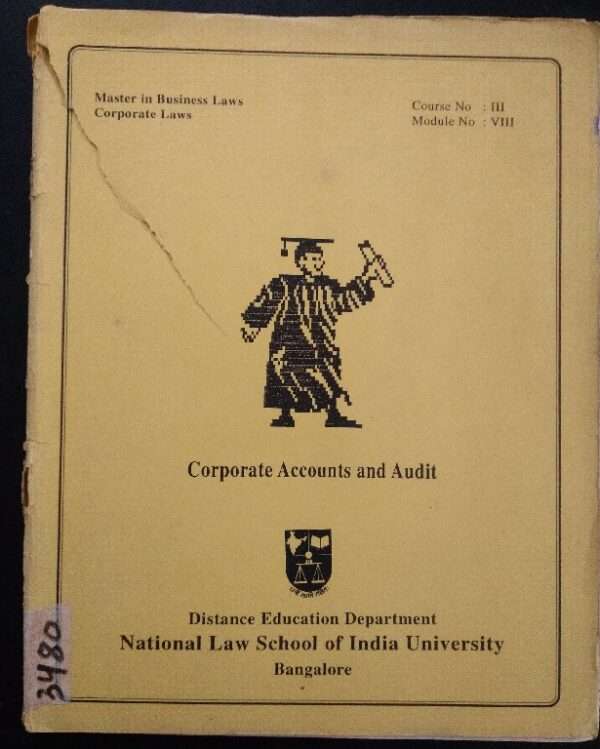 Master in Business Laws
Corporate Laws
Course No : III
Module No : VIII
Corporate Accounts and Audit
Distance Education Department
National Law School of India University
Bangalore
3480